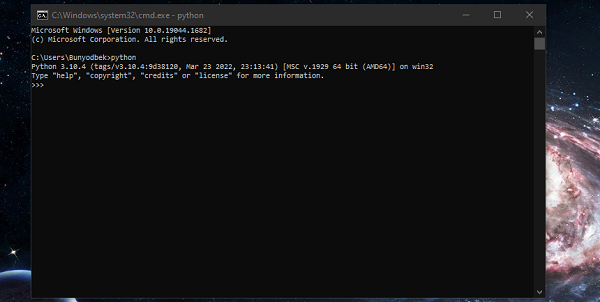 C:\Windows\system32\cmd.exe - python
Microsoft Windows [Version 10.0.19044.1682]
(c) Microsoft Corporation. All rights reserved.
C:\Users\Bunyodbek>python
Python 3.10.4 (tags/v3.10.4:9d38120, Mar 23 2022, 23:13:41) [MSC v.1929 64 bit (AMD64)] on win32
Type "help", "copyright", "credits" or "license" for more information.
>>>